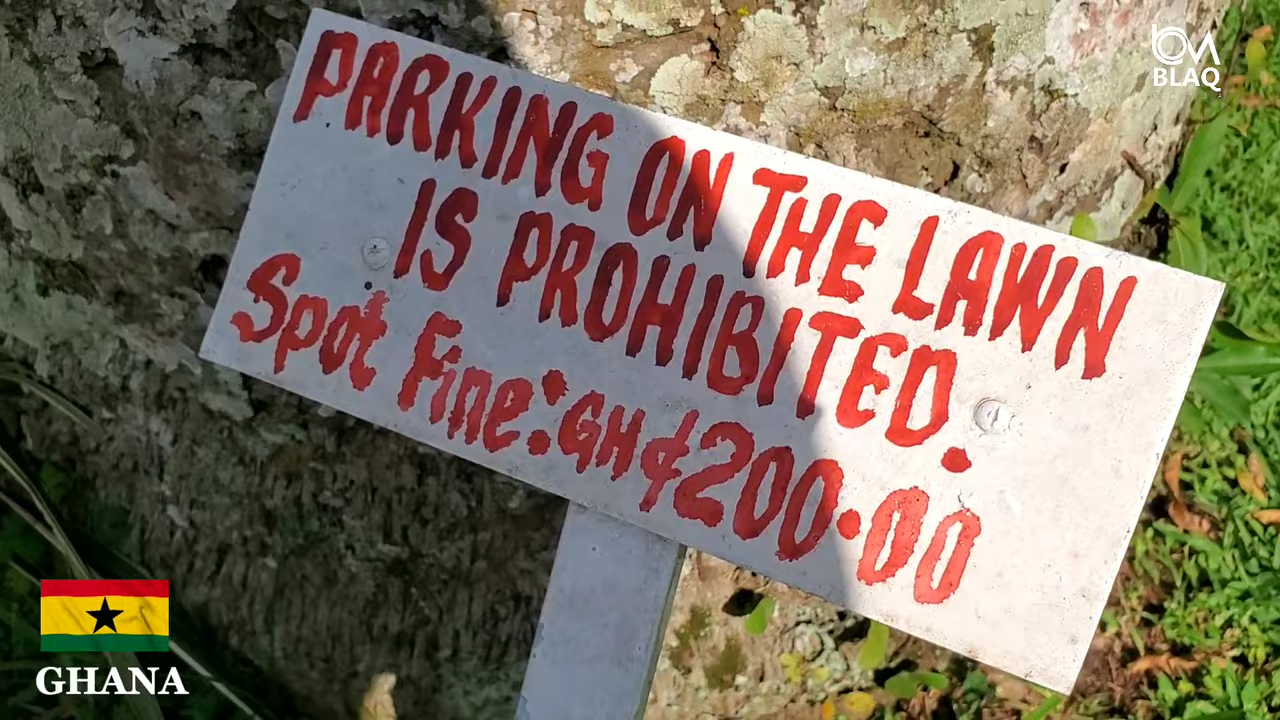 PARKING ON THE LAWN
IS PROHIBITED.
Spot Fine: GH¢200.00
BLAQ
GHANA